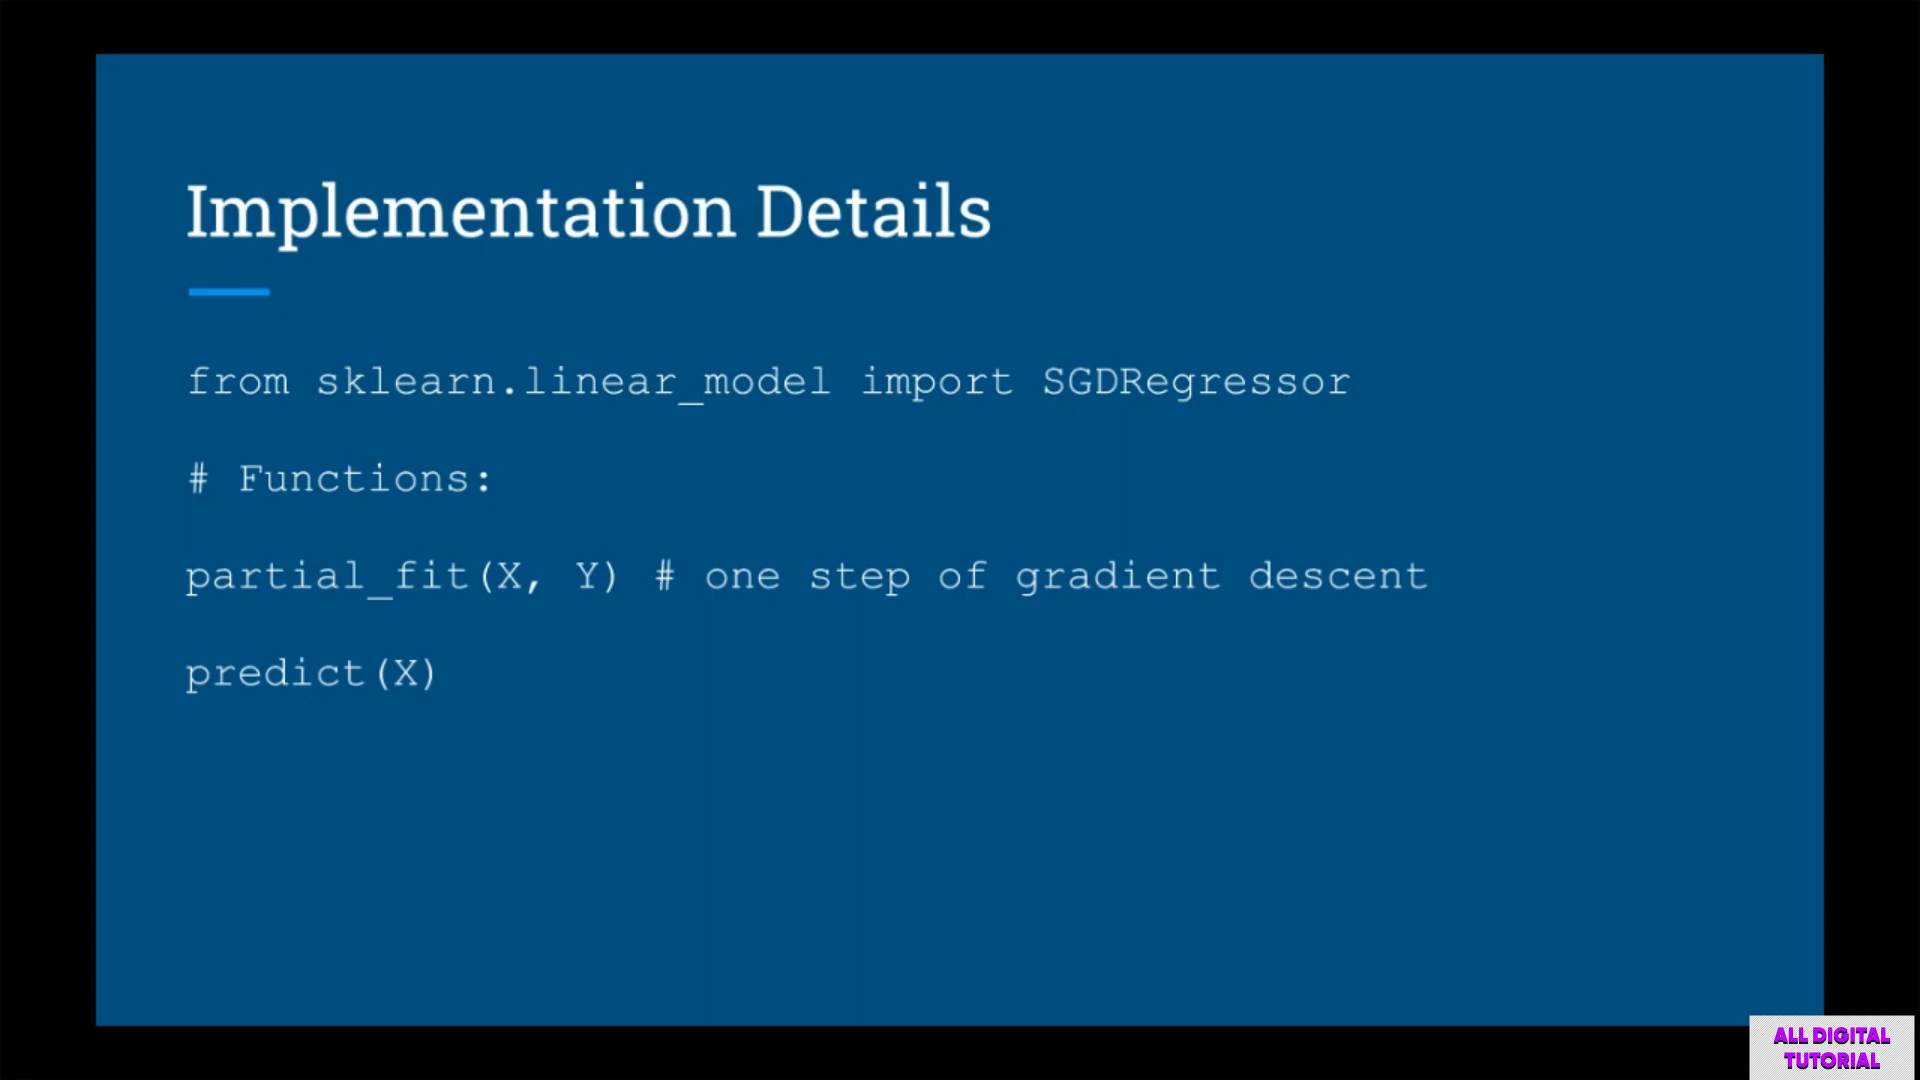 Implementation Details
from sklearn.linear_model import SGDRegressor
# Functions:
partial_fit(X, Y) # one step of gradient descent
predict(X)
ALL DIGITAL
TUTORIAL